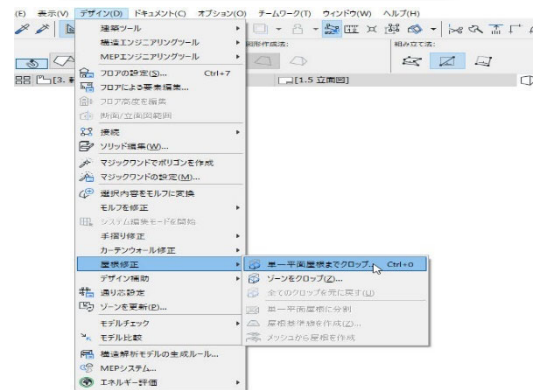 (E) 表示(V) デザイン(D) ドキュメント(C) オプション(O) チームワーク(T) ウィンドウ(W) ヘルプ(H)
組み立て法:
[1.5 立面図]
建築ツール
構造エンジニアリングツール
MEPエンジニアリングツール
フロアの設定(S)... Ctrl+7
フロアによる要素編集...
フロア高度を編集
断面/立面図範囲
接続
ソリッド編集(W)...
マジックワンドでポリゴンを作成
マジックワンドの設定(M)...
選択内容をモルフに変換
モルフを修正
システム編集モードを開始
手摺り修正
カーテンウォール修正
屋根修正
デザイン補助
通り芯設定
ゾーンを更新(P)...
モデルチェック
モデル比較
構造解析モデルの生成ルール...
MEPシステム...
エネルギー評価
単一平面屋根までクロップ... Ctrl+0
ゾーンをクロップ(Z)...
全てのクロップを元に戻す(U)
単一平面屋根に分割
屋根基準線を作成(Z)...
メッシュから屋根を作成